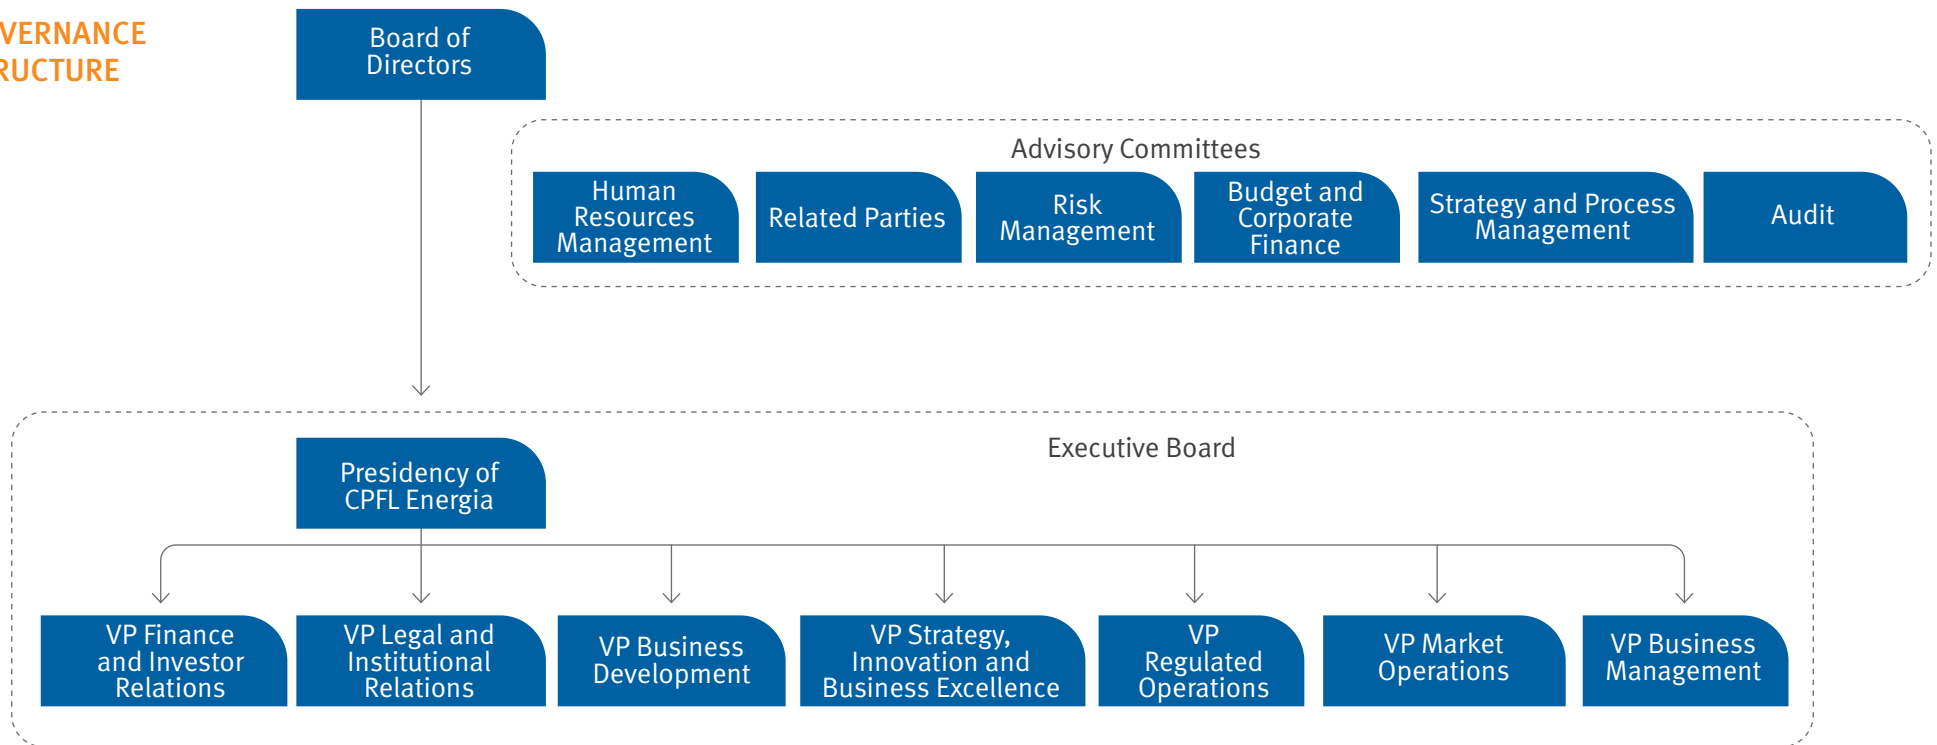 VERNANCE
RUCTURE
Board of
Directors
Advisory Committees
Human
Resources
Management
Related Parties
Risk
Management
Budget and
Corporate
Finance
Strategy and Process
Management
Audit
Executive Board
Presidency of
CPFL Energia
VP Finance
and Investor
Relations
VP Legal and
Institutional
Relations
VP Business
Development
VP Strategy,
Innovation and
Business Excellence
VP
Regulated
Operations
VP Market
Operations
VP Business
Management